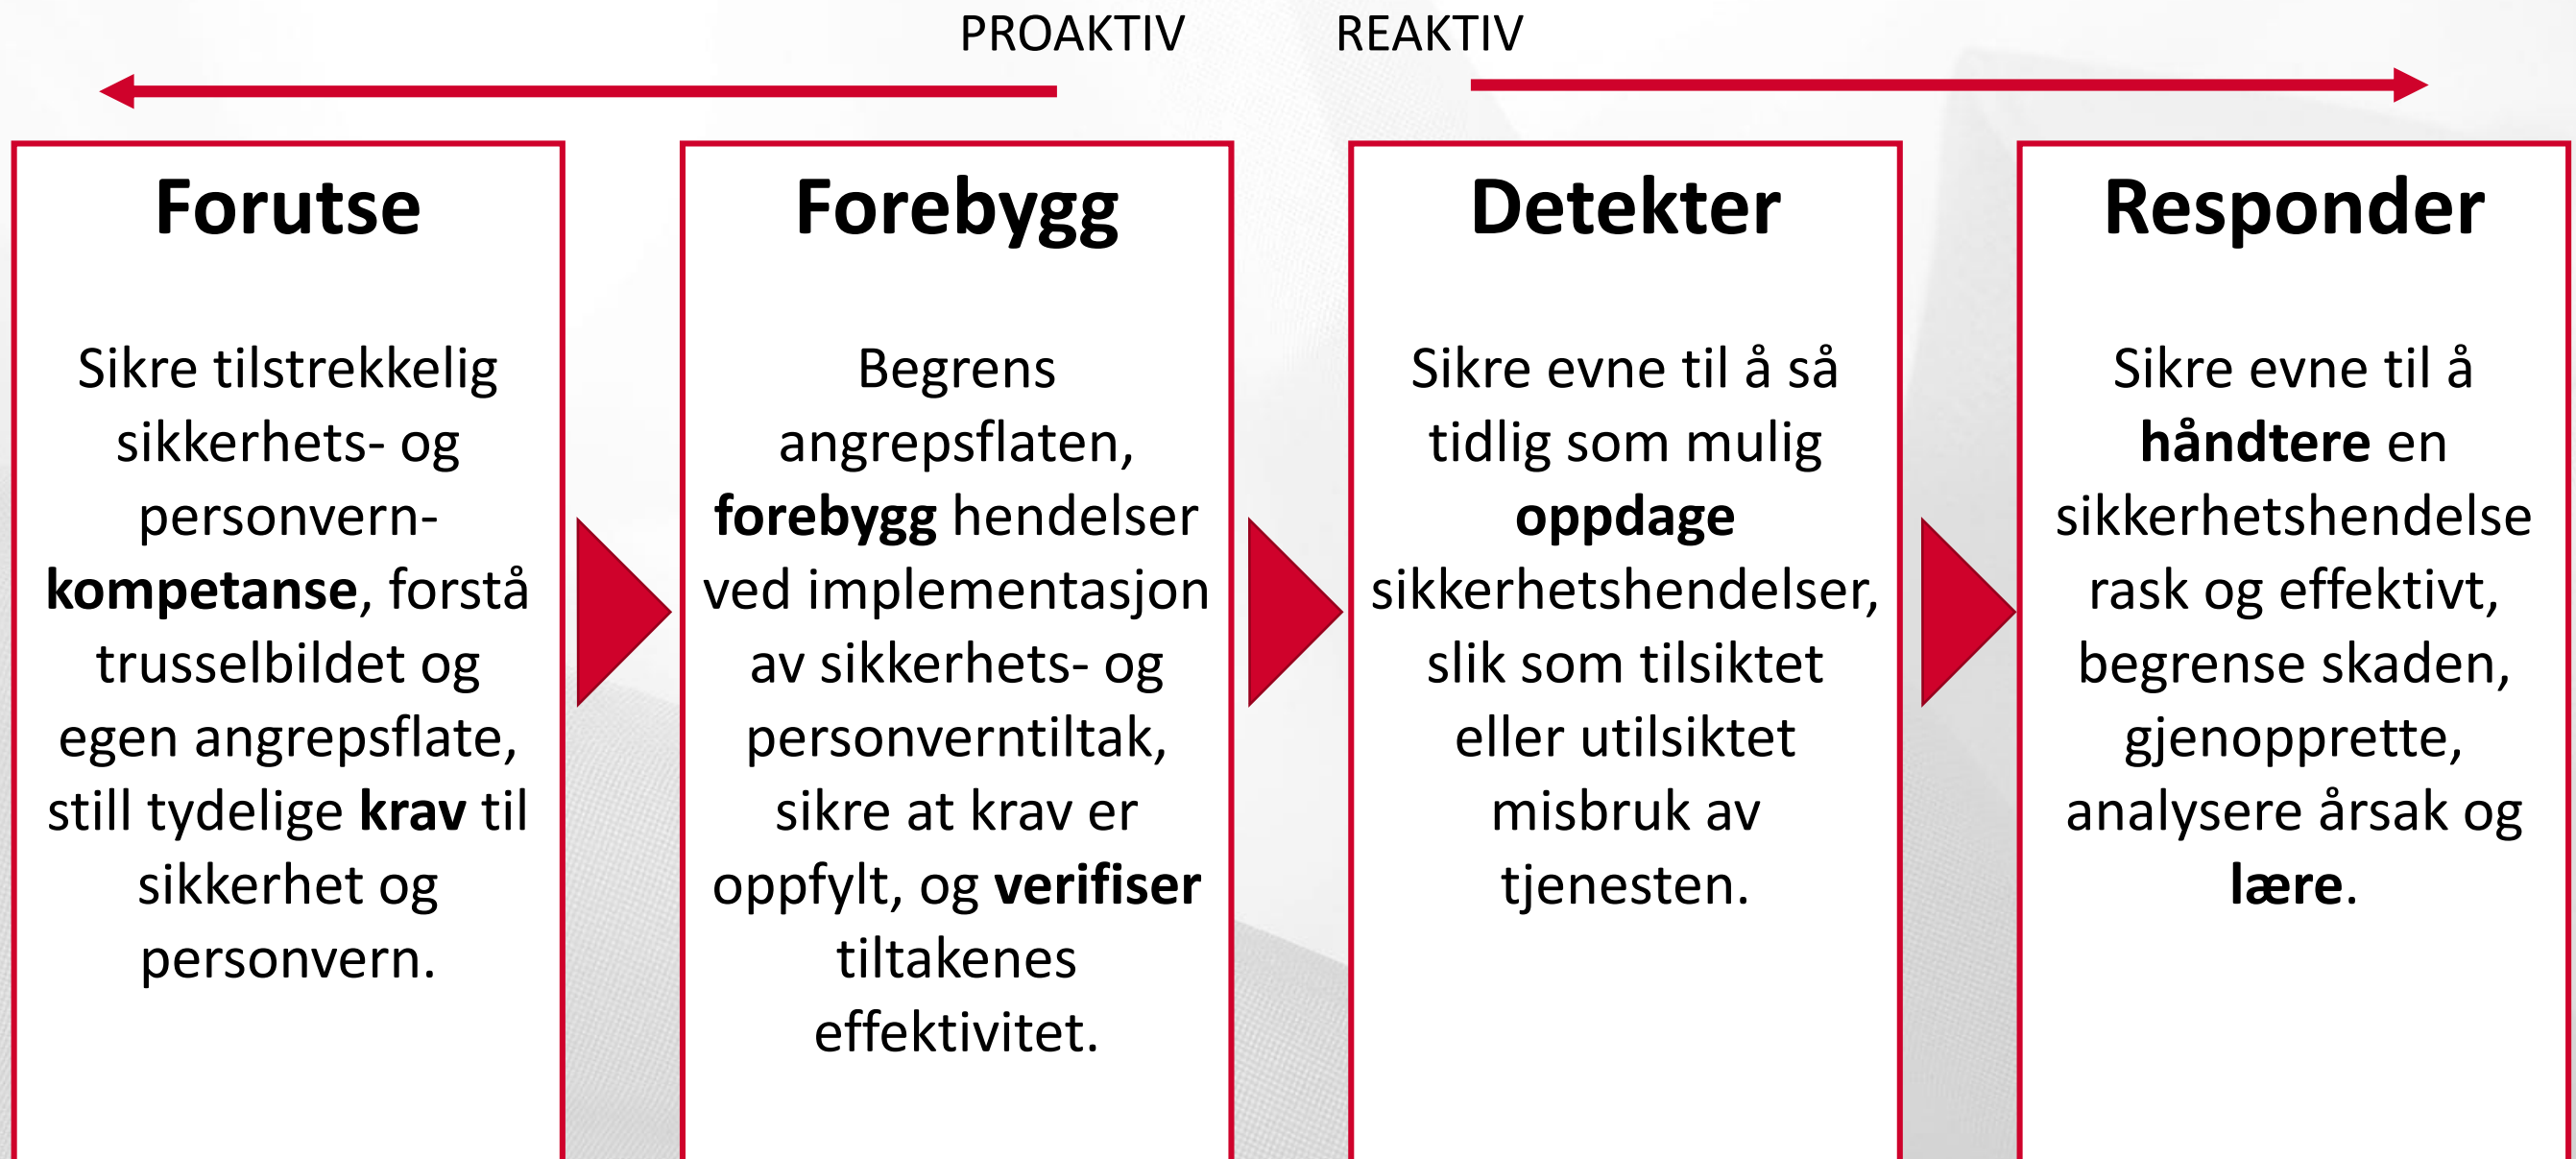 PROAKTIV
REAKTIV
Forutse
Sikre tilstrekkelig
sikkerhets- og
personvern-
kompetanse, forstå
trusselbildet og
egen angrepsflate,
still tydelige krav til
sikkerhet og
personvern.
Forebygg
Begrens
angrepsflaten,
forebygg hendelser
ved implementasjon
av sikkerhets- og
personverntiltak,
sikre at krav er
oppfylt, og verifiser
tiltakenes
effektivitet.
Detekter
Sikre evne til å så
tidlig som mulig
oppdage
sikkerhetshendelser,
slik som tilsiktet
eller utilsiktet
misbruk av
tjenesten.
Responder
Sikre evne til å
håndtere en
sikkerhetshendelse
rask og effektivt,
begrense skaden,
gjenopprette,
analysere årsak og
lære.